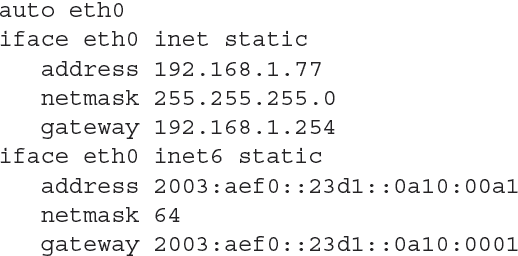 auto eth0
iface eth0 inet static
address 192.168.1.77
netmask 255.255.255.0
gateway 192.168.1.254
iface eth0 inet6 static
address 2003:aef0::23d1::0a10:00a1
netmask 64
gateway 2003:aef0::23d1::0a10:0001